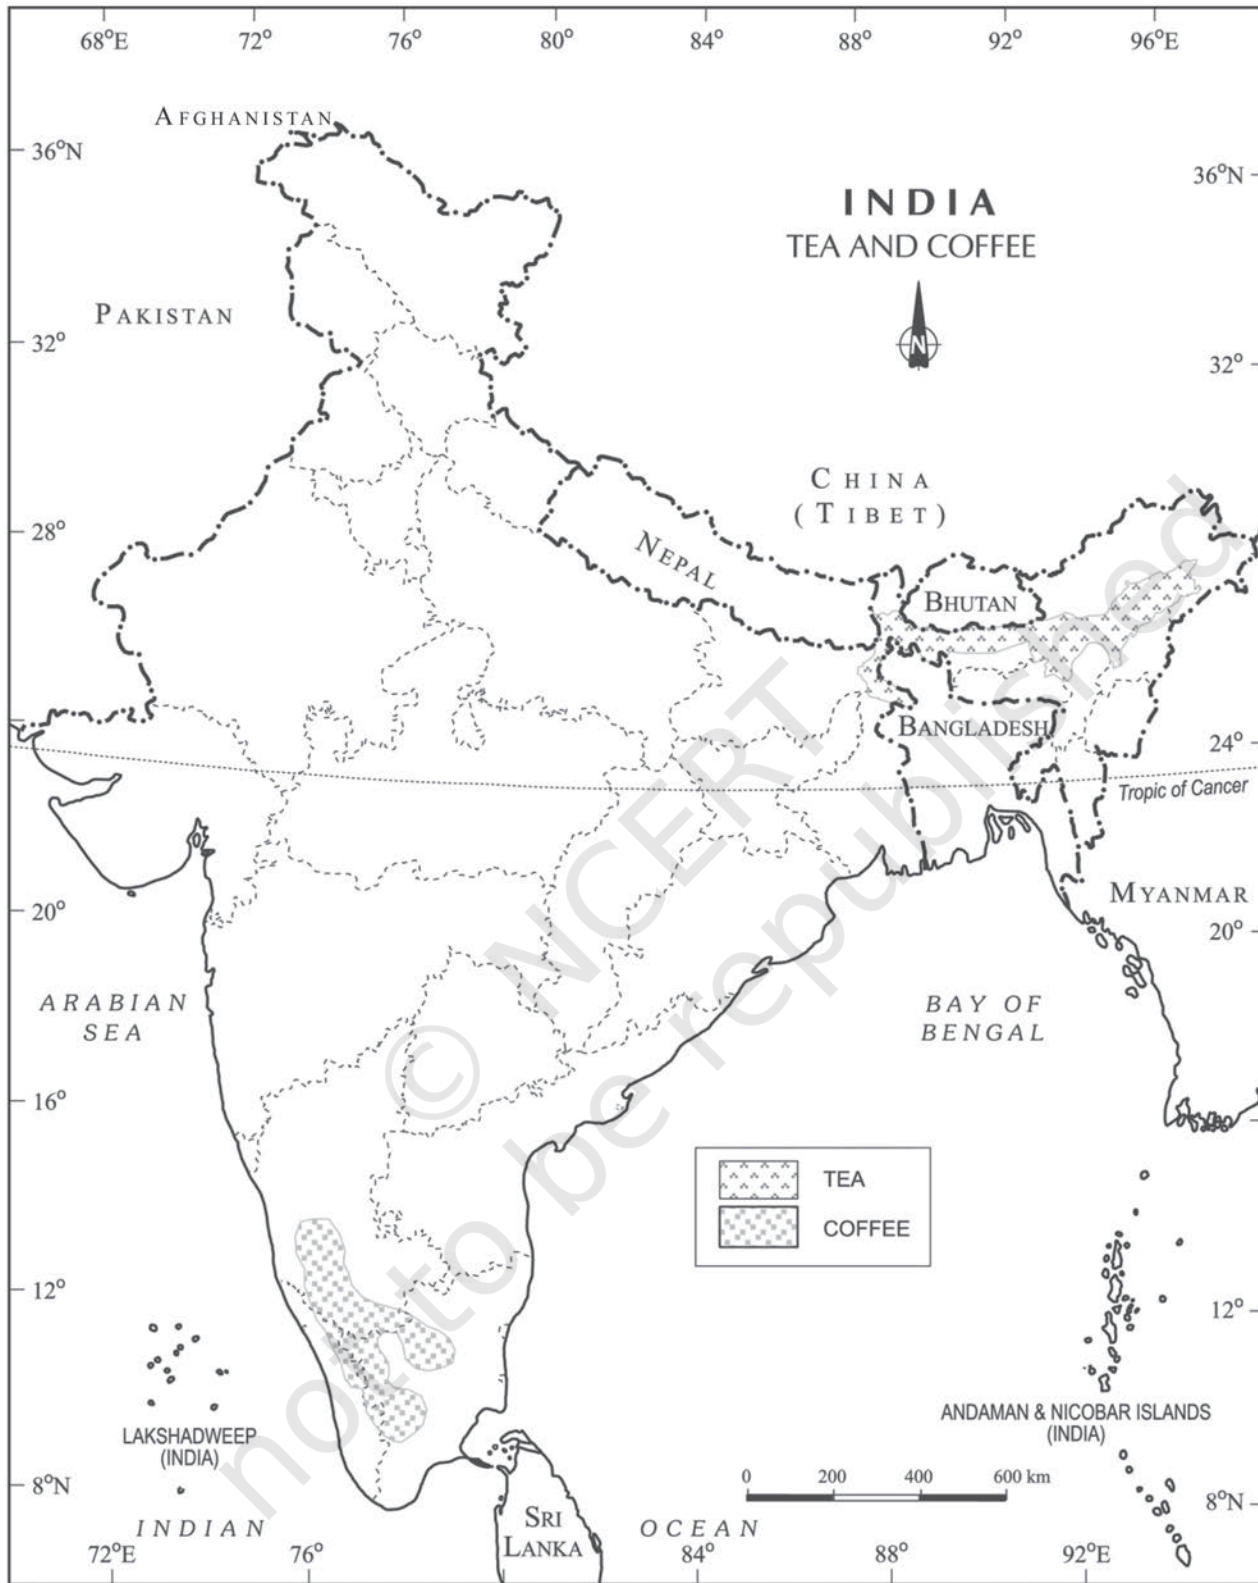 68°E 72° 76° 80° 84° 88° 92° 96°E
AFGHANISTAN
36°N
36°N
INDIA
TEA AND COFFEE
N
PAKISTAN
32°
32°
CHINA
(TIBET)
28°
NEPAL
BHUTAN
BANGLADESH
24°
Tropic of Cancer
MYANMAR
20°
20°
ARABIAN
SEA
BAY OF
BENGAL
© NCERT
not to be republished
16°
TEA
COFFEE
12°
12°
LAKSHADWEEP
(INDIA)
ANDAMAN & NICOBAR ISLANDS
(INDIA)
0 200 400 600 km
8°N
8°N
SRI
LANKA
INDIAN OCEAN
72°E 76° 84° 88° 92°E